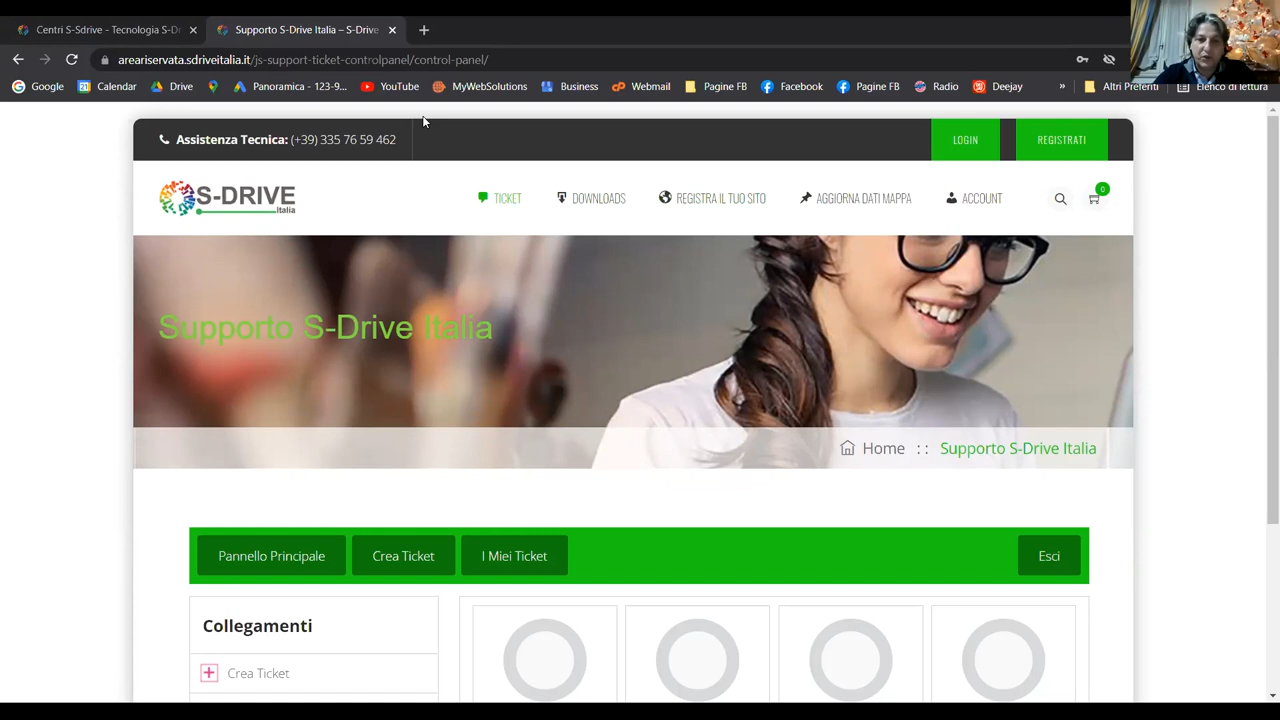 Centri S-Sdrive - Tecnologia S-Dr
Supporto S-Drive Italia – S-Drive
areariservata.sdriveitalia.it/js-support-ticket-controlpanel/control-panel/
Google
Calendar
Drive
Panoramica - 123-9...
YouTube
MyWebSolutions
Business
Webmail
Pagine FB
Facebook
Pagine FB
Radio
Deejay
»
Altri Preferiti
Elenco di lettura
Assistenza Tecnica: (+39) 335 76 59 462
LOGIN
REGISTRATI
S-DRIVE
Italia
TICKET
DOWNLOADS
REGISTRA IL TUO SITO
AGGIORNA DATI MAPPA
ACCOUNT
0
Supporto S-Drive Italia
Home :: Supporto S-Drive Italia
Pannello Principale
Crea Ticket
I Miei Ticket
Esci
Collegamenti
Crea Ticket